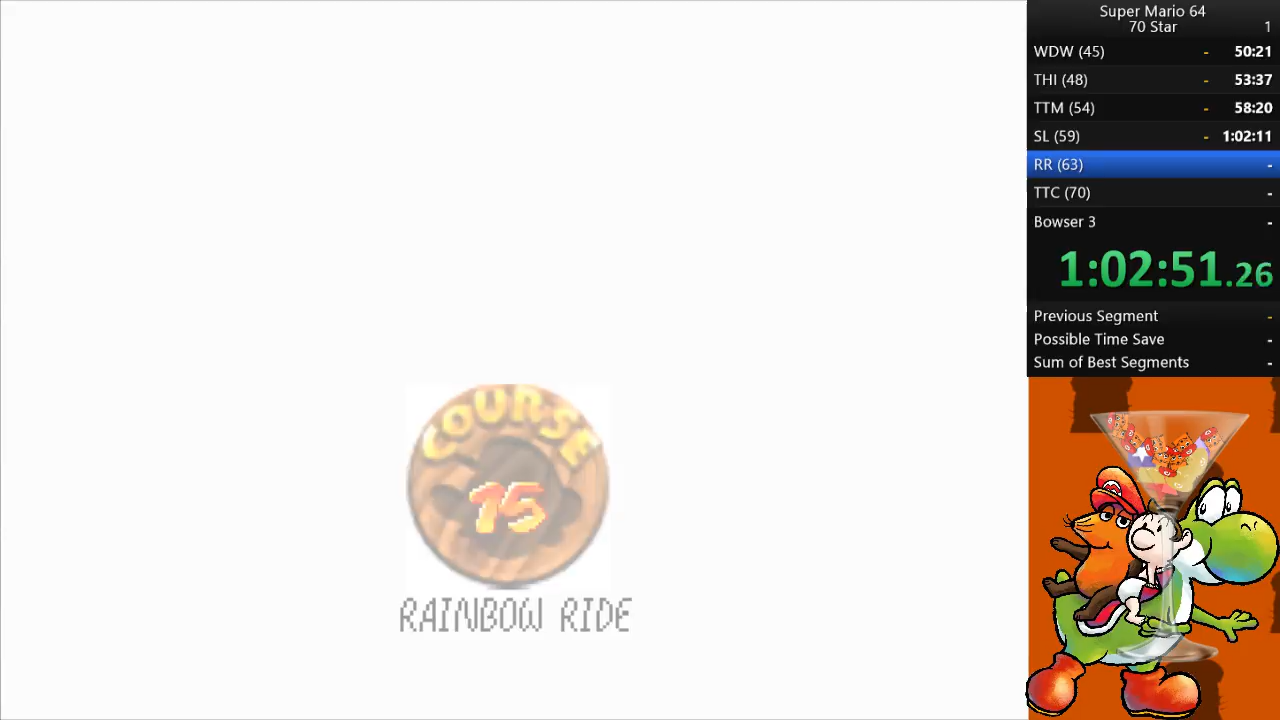 COURSE
15
RAINBOW RIDE
Super Mario 64
70 Star 1
WDW (45) - 50:21
THI (48) - 53:37
TTM (54) - 58:20
SL (59) - 1:02:11
RR (63) -
TTC (70) -
Bowser 3 -
1:02:51.26
Previous Segment -
Possible Time Save -
Sum of Best Segments -